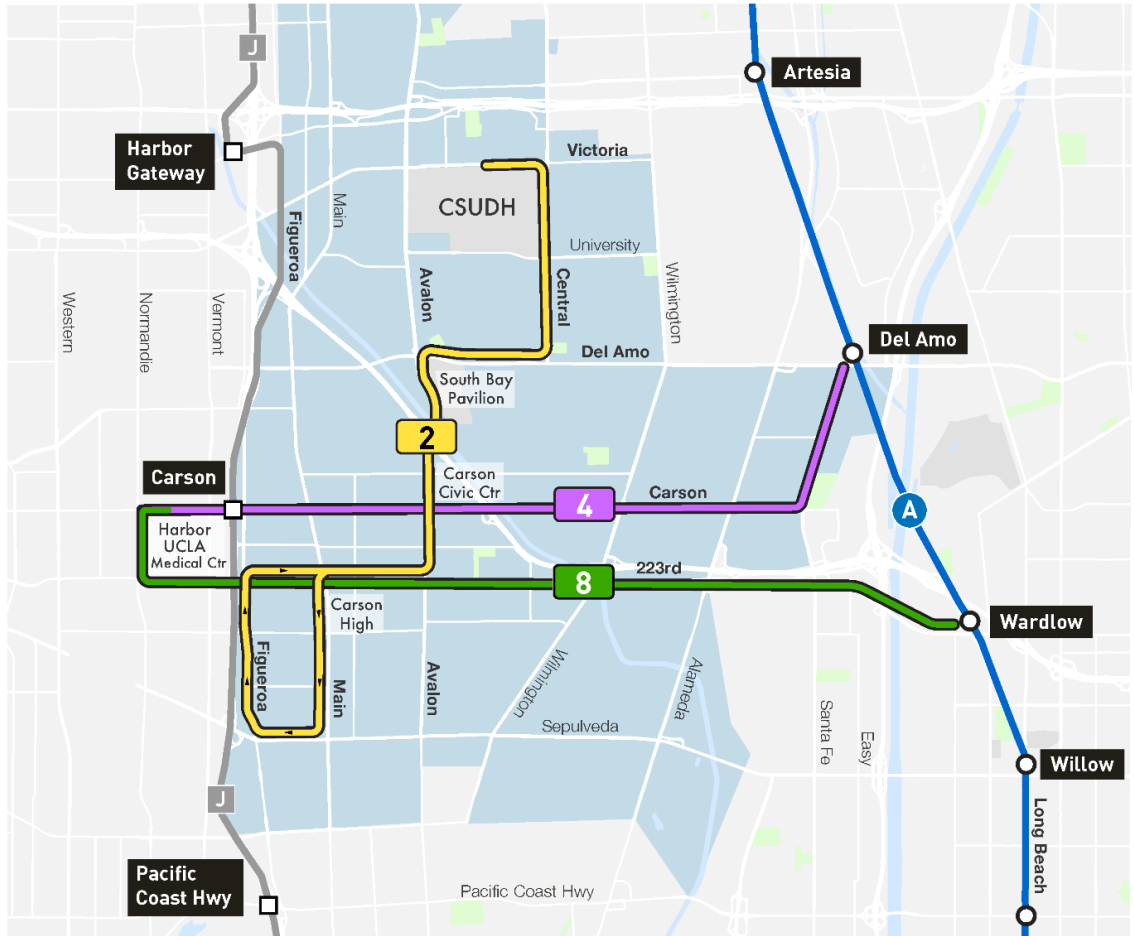 J
Artesia
Harbor
Gateway
Victoria
CSUDH
Main
Figueroa
University
Avalon
Central
Wilmington
Western
Normandie
Vermont
Del Amo
Del Amo
South Bay
Pavilion
2
Carson
Carson
Civic Ctr
4
Carson
A
Harbor
UCLA
Medical Ctr
223rd
8
Carson
High
Wardlow
Figueroa
Main
Avalon
Wilmington
Alameda
Sepulveda
Santa Fe
Easy
Willow
J
Long Beach
Pacific
Coast Hwy
Pacific Coast Hwy